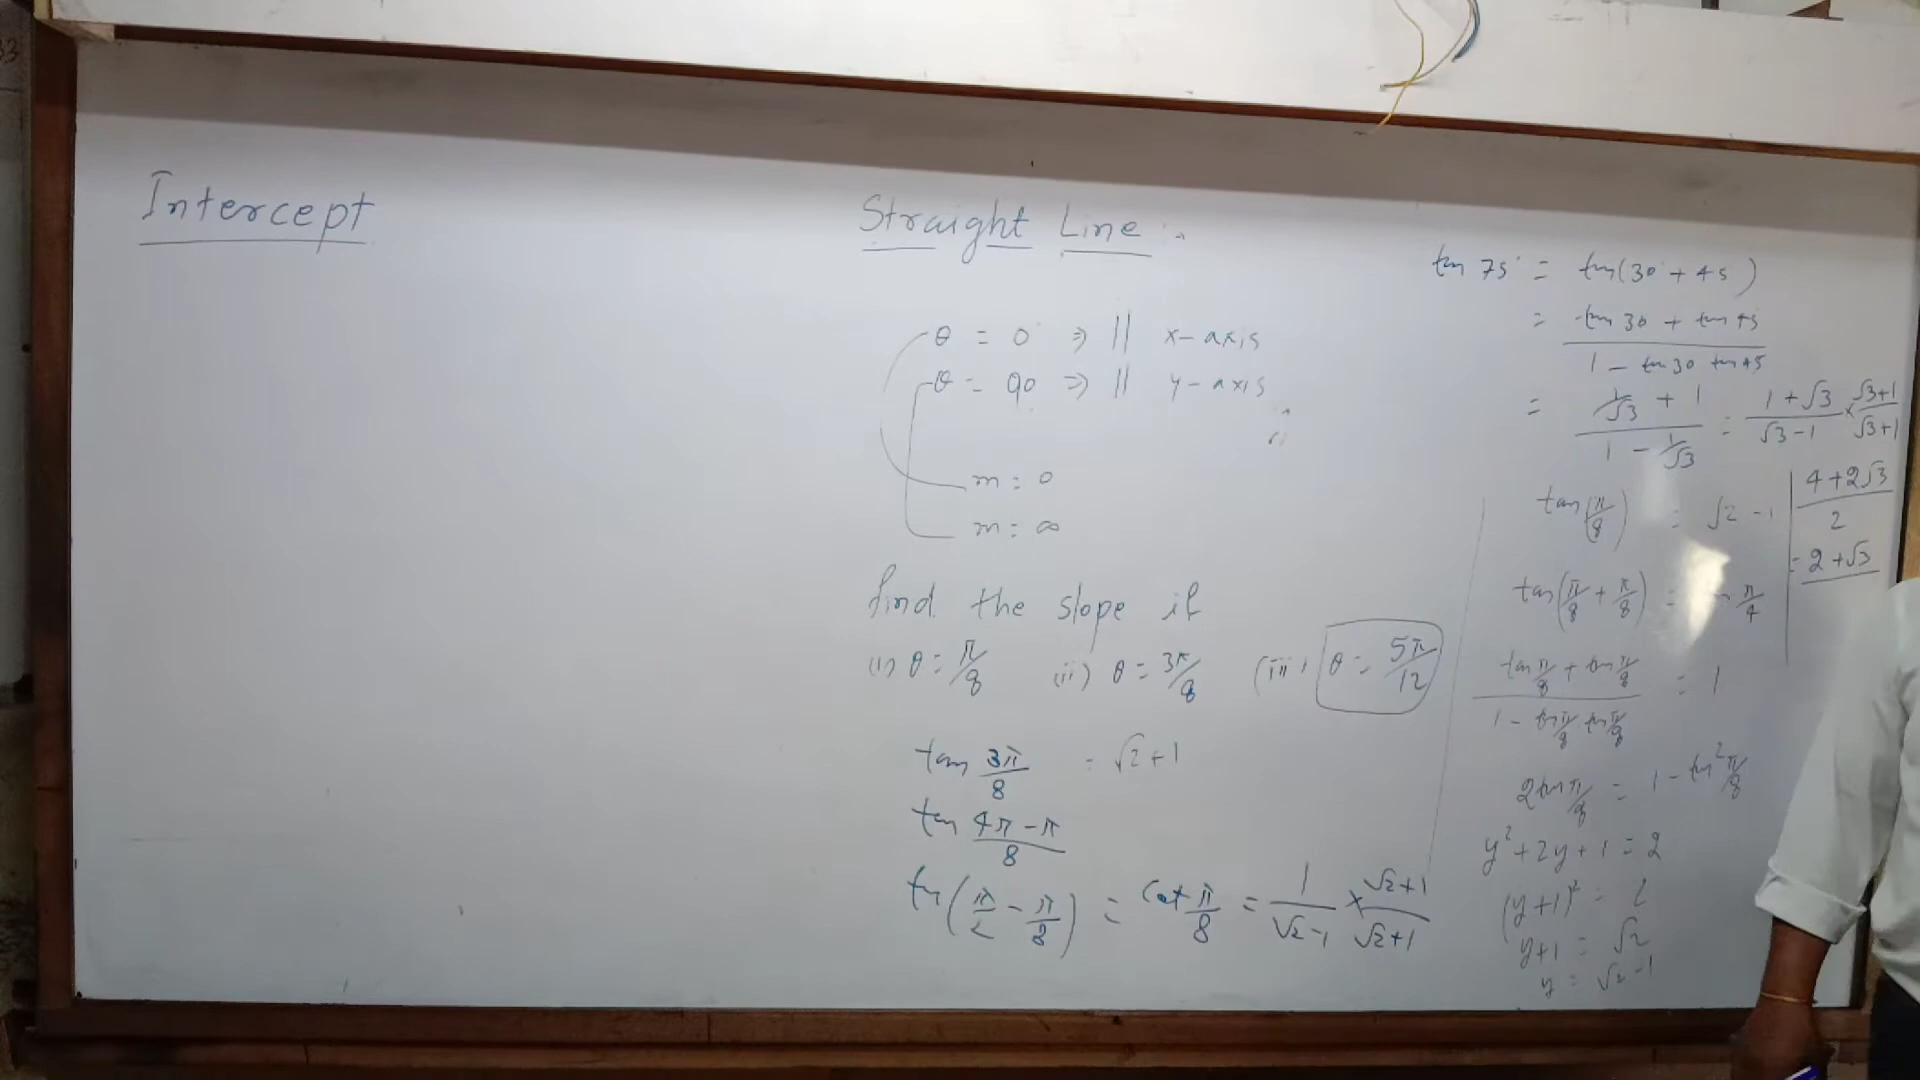 Intercept
Straight Line :-
θ = 0° ⇒ || x-axis
θ = 90 ⇒ || y-axis
m = 0
m = ∞
find the slope if
(i) θ = π/8 (ii) θ = 3π/8 (iii) θ = 5π/12
tan 3π/8 = √2+1
tan (4π-π)/8
tan(π/2 - π/8) = Cot π/8 = 1/(√2-1) × (√2+1)/(√2+1)
tan 75° = tan(30° + 45)
= (tan 30 + tan 45)/(1 - tan 30 tan 45)
= (1/√3 + 1)/(1 - 1/√3) = (1+√3)/(√3-1) × (√3+1)/(√3+1)
(4+2√3)/2
= 2+√3
tan(π/8) = √2-1
tan(π/8 + π/8) = π/4
(tan π/8 + tan π/8)/(1 - tan π/8 tan π/8) = 1
2tan π/8 = 1 - tan² π/8
y²+2y+1 = 2
(y+1)² = 2
y+1 = √2
y = √2-1